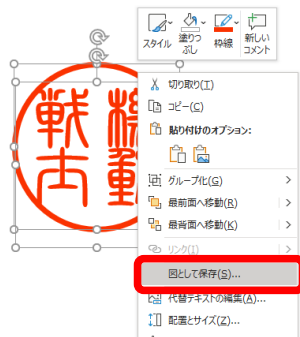 スタイル
塗りつぶし
枠線
新しいコメント
機動
戦士
切り取り(T)
コピー(C)
貼り付けのオプション:
グループ化(G)
最前面へ移動(R)
最背面へ移動(K)
リンク(I)
図として保存(S)...
代替テキストの編集(A)...
配置とサイズ(Z)...